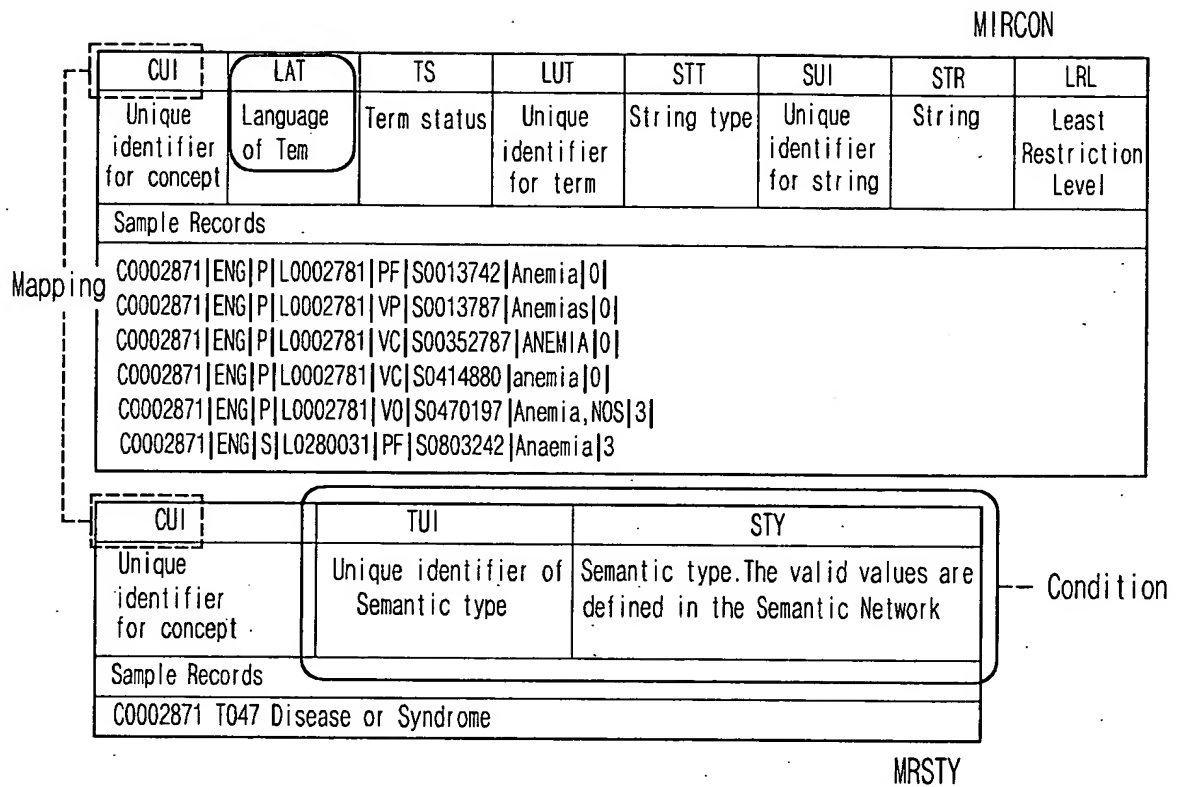 MIRCON
CUI LAT TS LUT STT SUI STR LRL
Unique identifier for concept
Language of Tem
Term status
Unique identifier for term
String type
Unique identifier for string
String
Least Restriction Level
Sample Records
Mapping
C0002871|ENG|P|L0002781|PF|S0013742|Anemia|0|
C0002871|ENG|P|L0002781|VP|S0013787|Anemias|0|
C0002871|ENG|P|L0002781|VC|S00352787|ANEMIA|0|
C0002871|ENG|P|L0002781|VC|S0414880|anemia|0|
C0002871|ENG|P|L0002781|VO|S0470197|Anemia,NOS|3|
C0002871|ENG|S|L0280031|PF|S0803242|Anaemia|3
CUI TUI STY
Unique identifier for concept
Unique identifier of Semantic type
Semantic type.The valid values are defined in the Semantic Network
Condition
Sample Records
C0002871 T047 Disease or Syndrome
MRSTY